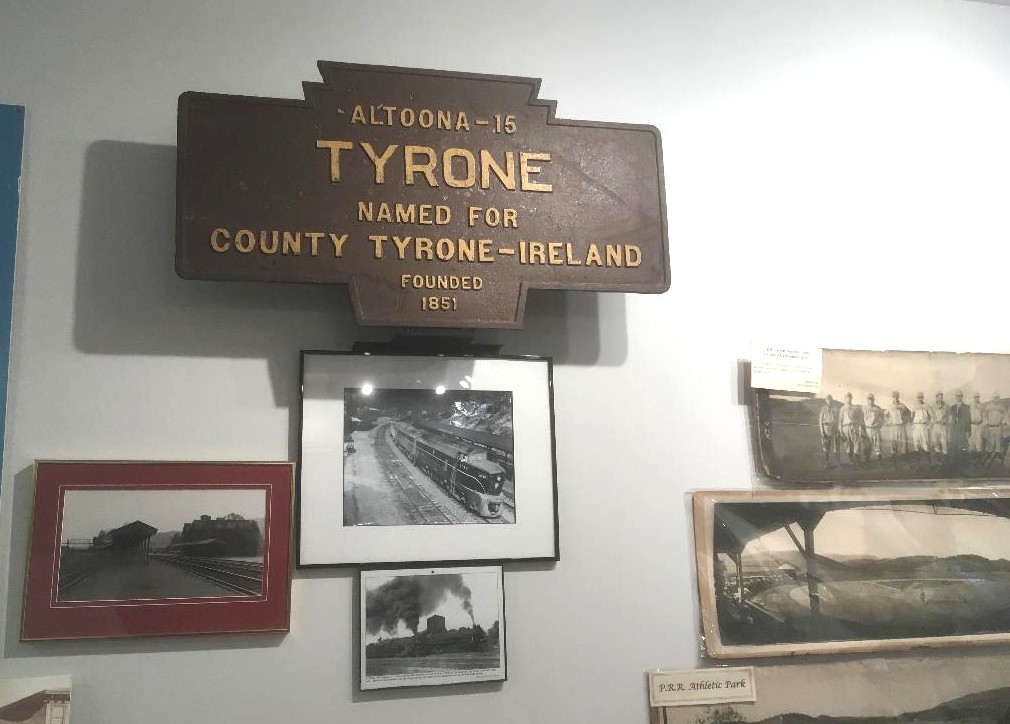 ALTOONA-15
TYRONE
NAMED FOR
COUNTY TYRONE-IRELAND
FOUNDED
1851
P.R.R. Athletic Park